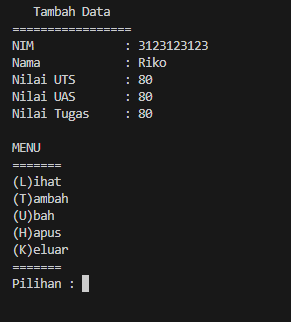 Tambah Data
=================
NIM : 3123123123
Nama : Riko
Nilai UTS : 80
Nilai UAS : 80
Nilai Tugas : 80
MENU
=======
(L)ihat
(T)ambah
(U)bah
(H)apus
(K)eluar
=======
Pilihan :